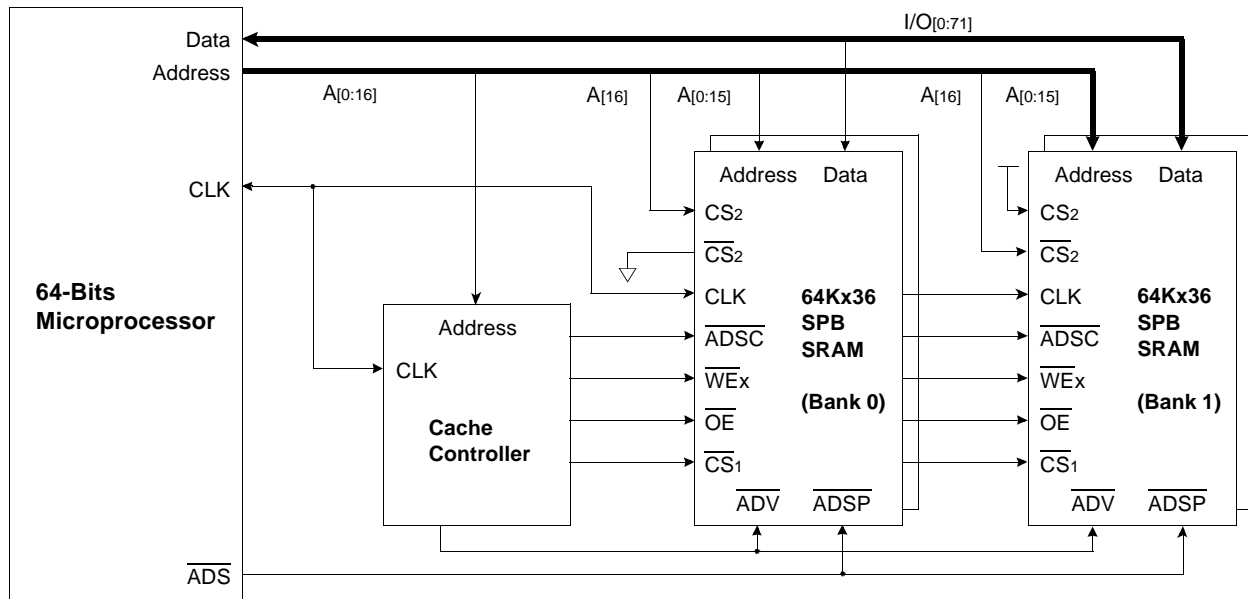 I/O[0:71]
Data
Address
A[0:16]
A[16]
A[0:15]
A[16]
A[0:15]
CLK
64-Bits
Microprocessor
ADS
Address
CLK
Cache
Controller
Address Data
CS2
CS2
CLK
ADSC
WEx
OE
CS1
ADV ADSP
64Kx36
SPB
SRAM
(Bank 0)
Address Data
CS2
CS2
CLK
ADSC
WEx
OE
CS1
ADV ADSP
64Kx36
SPB
SRAM
(Bank 1)